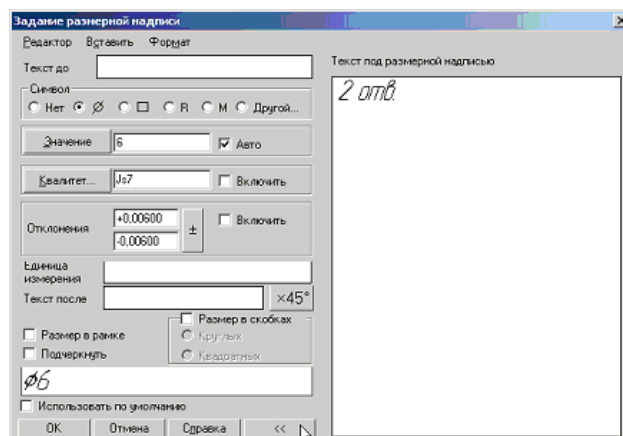 Задание размерной надписи
Редактор Вставить Формат
Текст до
Текст под размерной надписью
2 отв.
Символ
Нет Ø □ R M Другой...
Значение 6 Авто
Квалитет... Js7 Включить
Отклонения +0,00600 ± Включить
-0,00600
Единица
измерения
Текст после ×45°
Размер в скобках
Размер в рамке Круглых
Подчеркнуть Квадратных
Ø6
Использовать по умолчанию
OK Отмена Справка <<